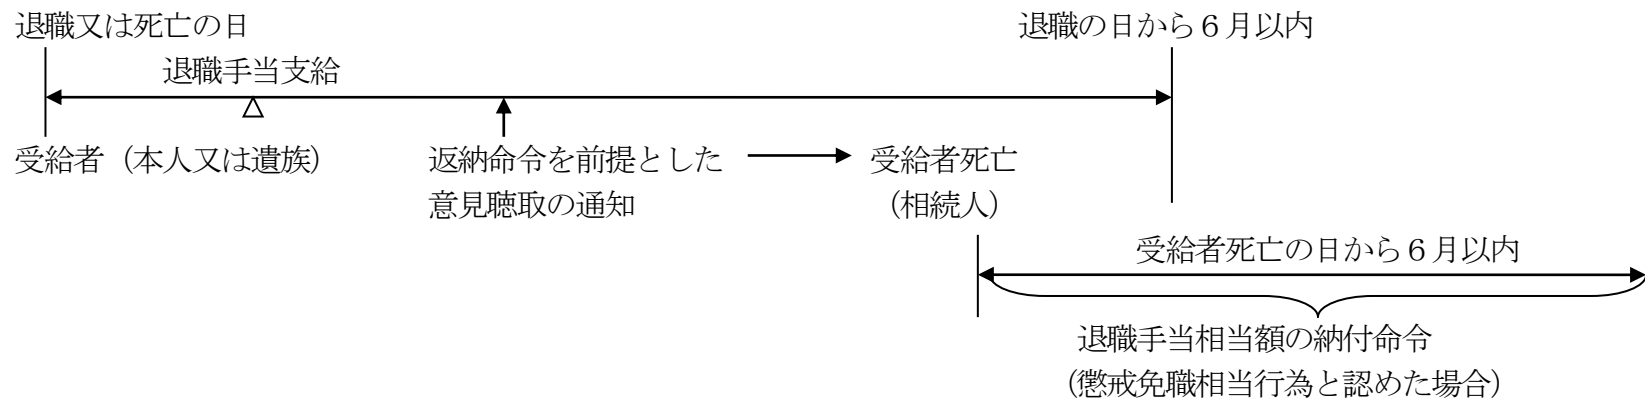 退職又は死亡の日
退職の日から６月以内
退職手当支給
受給者（本人又は遺族）
返納命令を前提とした
意見聴取の通知
受給者死亡
（相続人）
受給者死亡の日から６月以内
退職手当相当額の納付命令
（懲戒免職相当行為と認めた場合）